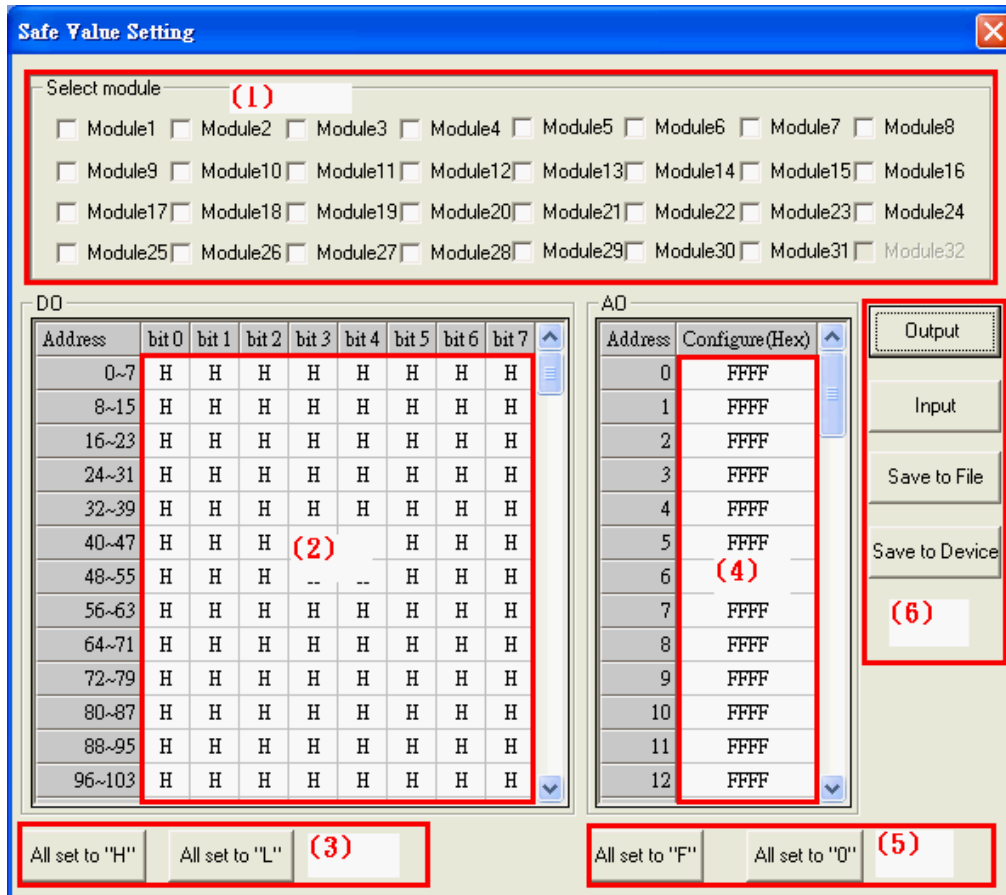 Safe Value Setting
Select module
(1)
Module1 Module2 Module3 Module4 Module5 Module6 Module7 Module8
Module9 Module10 Module11 Module12 Module13 Module14 Module15 Module16
Module17 Module18 Module19 Module20 Module21 Module22 Module23 Module24
Module25 Module26 Module27 Module28 Module29 Module30 Module31 Module32
DO
Address bit 0 bit 1 bit 2 bit 3 bit 4 bit 5 bit 6 bit 7
0~7 H H H H H H H H
8~15 H H H H H H H H
16~23 H H H H H H H H
24~31 H H H H H H H H
32~39 H H H H H H H H
40~47 H H H (2) H H H
48~55 H H H H H H
56~63 H H H H H H H H
64~71 H H H H H H H H
72~79 H H H H H H H H
80~87 H H H H H H H H
88~95 H H H H H H H H
96~103 H H H H H H H H
All set to "H" All set to "L" (3)
AO
Address Configure(Hex)
0 FFFF
1 FFFF
2 FFFF
3 FFFF
4 FFFF
5 FFFF
6 (4)
7 FFFF
8 FFFF
9 FFFF
10 FFFF
11 FFFF
12 FFFF
All set to "F" All set to "0" (5)
Output
Input
Save to File
Save to Device
(6)